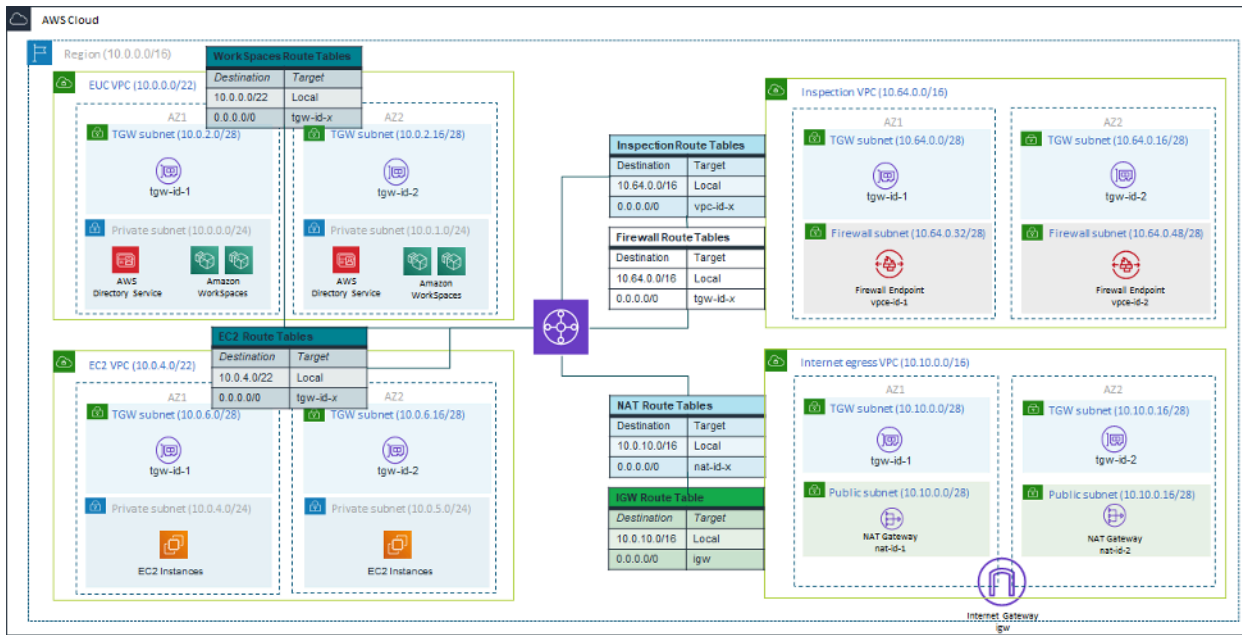 AWS Cloud
Region (10.0.0.0/16)
WorkSpaces Route Tables
Destination Target
10.0.0.0/22 Local
0.0.0.0/0 tgw-id-x
EUC VPC (10.0.0.0/22)
AZ1
TGW subnet (10.0.2.0/28)
tgw-id-1
Private subnet (10.0.0.0/24)
AWS
Directory Service
Amazon
WorkSpaces
AZ2
TGW subnet (10.0.2.16/28)
tgw-id-2
Private subnet (10.0.1.0/24)
AWS
Directory Service
Amazon
WorkSpaces
EC2 Route Tables
Destination Target
10.0.4.0/22 Local
0.0.0.0/0 tgw-id-x
EC2 VPC (10.0.4.0/22)
AZ1
TGW subnet (10.0.6.0/28)
tgw-id-1
Private subnet (10.0.4.0/24)
EC2 Instances
AZ2
TGW subnet (10.0.6.16/28)
tgw-id-2
Private subnet (10.0.5.0/24)
EC2 Instances
Inspection Route Tables
Destination Target
10.64.0.0/16 Local
0.0.0.0/0 vpc-id-x
Firewall Route Tables
Destination Target
10.64.0.0/16 Local
0.0.0.0/0 tgw-id-x
NAT Route Tables
Destination Target
10.0.10.0/16 Local
0.0.0.0/0 nat-id-x
IGW Route Table
Destination Target
10.0.10.0/16 Local
0.0.0.0/0 igw
Inspection VPC (10.64.0.0/16)
AZ1
TGW subnet (10.64.0.0/28)
tgw-id-1
Firewall subnet (10.64.0.32/28)
Firewall Endpoint
vpce-id-1
AZ2
TGW subnet (10.64.0.16/28)
tgw-id-2
Firewall subnet (10.64.0.48/28)
Firewall Endpoint
vpce-id-2
Internet egress VPC (10.10.0.0/16)
AZ1
TGW subnet (10.10.0.0/28)
tgw-id-1
Public subnet (10.10.0.0/28)
NAT Gateway
nat-id-1
AZ2
TGW subnet (10.10.0.16/28)
tgw-id-2
Public subnet (10.10.0.16/28)
NAT Gateway
nat-id-2
Internet Gateway
igw